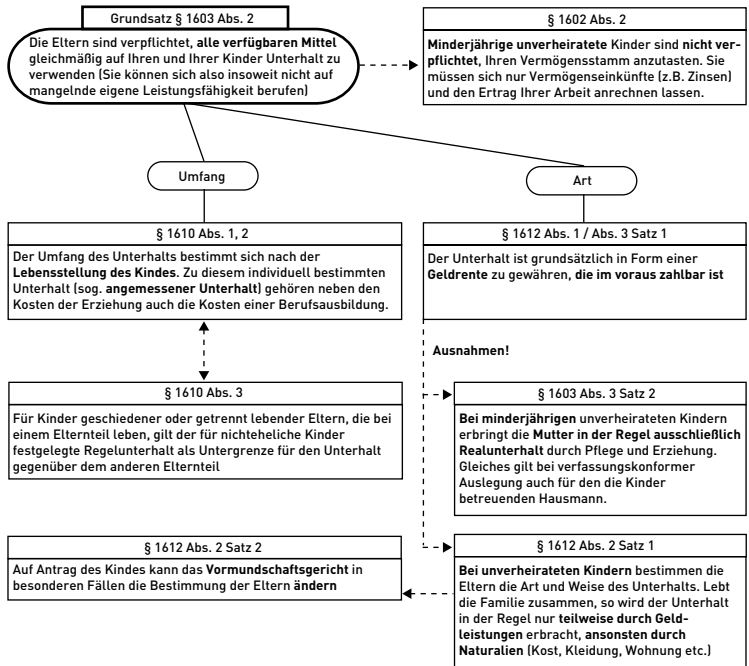 Grundsatz § 1603 Abs. 2
Die Eltern sind verpflichtet, alle verfügbaren Mittel
gleichmäßig auf Ihren und Ihrer Kinder Unterhalt zu
verwenden (Sie können sich also insoweit nicht auf
mangelnde eigene Leistungsfähigkeit berufen)
§ 1602 Abs. 2
Minderjährige unverheiratete Kinder sind nicht ver-
pflichtet, Ihren Vermögensstamm anzutasten. Sie
müssen sich nur Vermögenseinkünfte (z.B. Zinsen)
und den Ertrag Ihrer Arbeit anrechnen lassen.
Umfang
Art
§ 1610 Abs. 1, 2
Der Umfang des Unterhalts bestimmt sich nach der
Lebensstellung des Kindes. Zu diesem individuell bestimmten
Unterhalt (sog. angemessener Unterhalt) gehören neben den
Kosten der Erziehung auch die Kosten einer Berufsausbildung.
§ 1612 Abs. 1 / Abs. 3 Satz 1
Der Unterhalt ist grundsätzlich in Form einer
Geldrente zu gewähren, die im voraus zahlbar ist
Ausnahmen!
§ 1610 Abs. 3
Für Kinder geschiedener oder getrennt lebender Eltern, die bei
einem Elternteil leben, gilt der für nichteheliche Kinder
festgelegte Regelunterhalt als Untergrenze für den Unterhalt
gegenüber dem anderen Elternteil
§ 1603 Abs. 3 Satz 2
Bei minderjährigen unverheirateten Kindern
erbringt die Mutter in der Regel ausschließlich
Realunterhalt durch Pflege und Erziehung.
Gleiches gilt bei verfassungskonformer
Auslegung auch für den die Kinder
betreuenden Hausmann.
§ 1612 Abs. 2 Satz 2
Auf Antrag des Kindes kann das Vormundschaftsgericht in
besonderen Fällen die Bestimmung der Eltern ändern
§ 1612 Abs. 2 Satz 1
Bei unverheirateten Kindern bestimmen die
Eltern die Art und Weise des Unterhalts. Lebt
die Familie zusammen, so wird der Unterhalt
in der Regel nur teilweise durch Geld-
leistungen erbracht, ansonsten durch
Naturalien (Kost, Kleidung, Wohnung etc.)